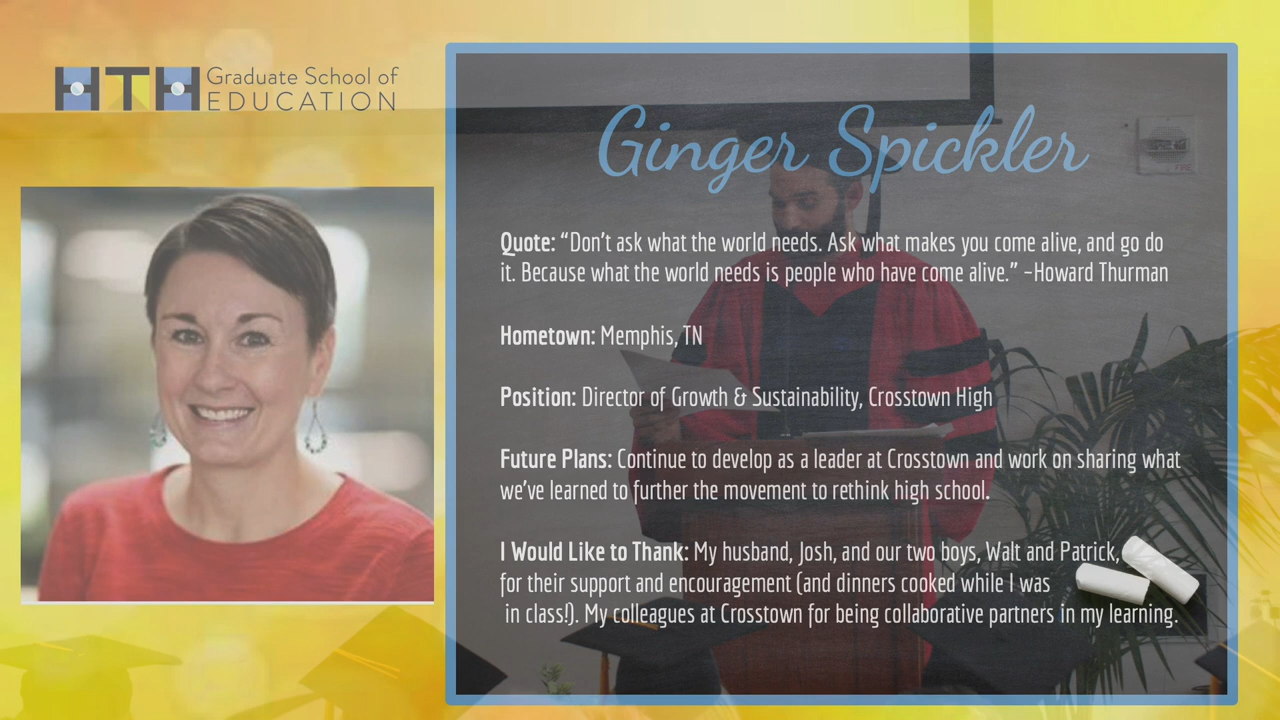 HTH Graduate School of
EDUCATION
Ginger Spickler
Quote: “Don’t ask what the world needs. Ask what makes you come alive, and go do
it. Because what the world needs is people who have come alive.” –Howard Thurman
Hometown: Memphis, TN
Position: Director of Growth & Sustainability, Crosstown High
Future Plans: Continue to develop as a leader at Crosstown and work on sharing what
we’ve learned to further the movement to rethink high school.
I Would Like to Thank: My husband, Josh, and our two boys, Walt and Patrick,
for their support and encouragement (and dinners cooked while I was
in class!). My colleagues at Crosstown for being collaborative partners in my learning.
FIRE